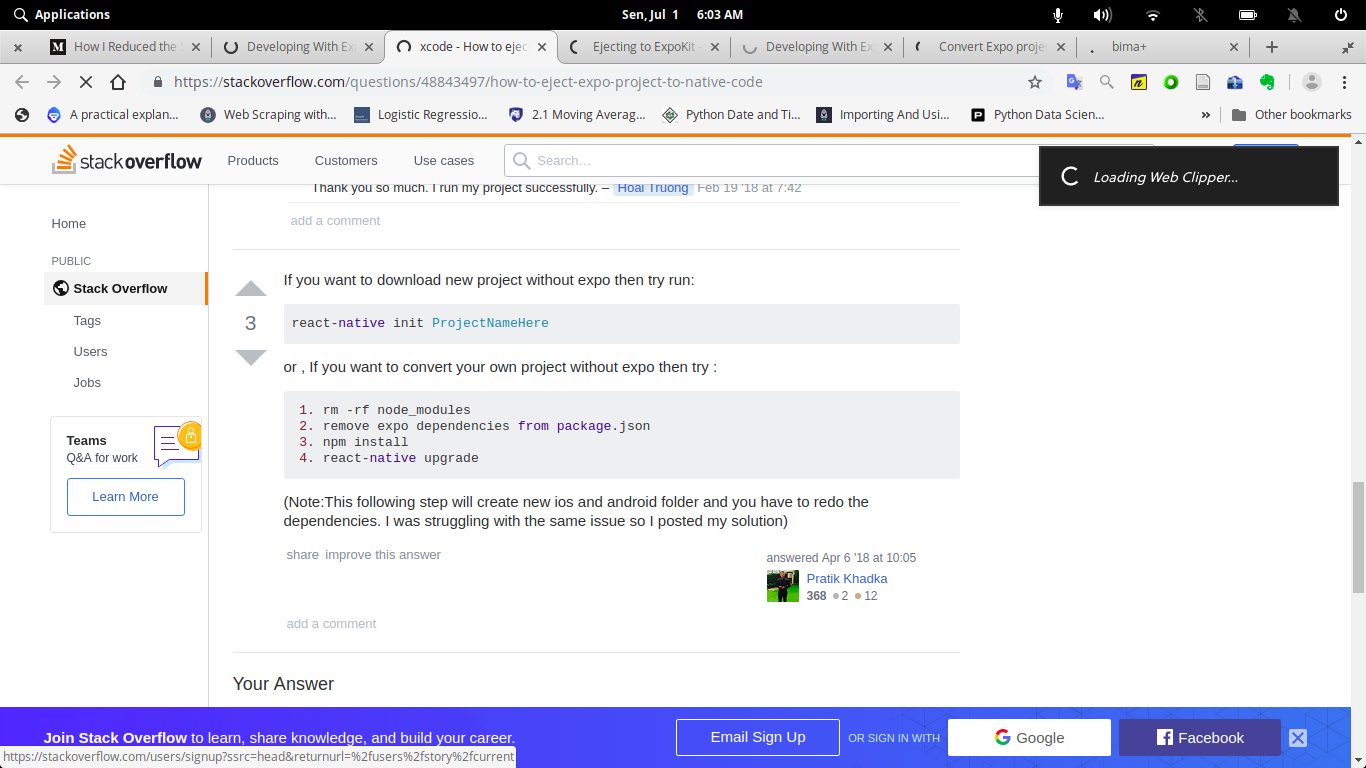 Applications
Sen, Jul 1 6:03 AM
How I Reduced the
Developing With Ex
xcode - How to ejec
Ejecting to ExpoKit -
Developing With Ex
Convert Expo proje
bima+
https://stackoverflow.com/questions/48843497/how-to-eject-expo-project-to-native-code
A practical explan...
Web Scraping with...
Logistic Regressio...
2.1 Moving Averag...
Python Date and Ti...
Importing And Usi...
Python Data Scien...
»
Other bookmarks
stackoverflow
Products
Customers
Use cases
Search…
Loading Web Clipper...
Thank you so much. I run my project successfully. – Hoai Truong Feb 19 '18 at 7:42
add a comment
Home
PUBLIC
Stack Overflow
Tags
Users
Jobs
Teams
Q&A for work
Learn More
If you want to download new project without expo then try run:
3
react-native init ProjectNameHere
or , If you want to convert your own project without expo then try :
1. rm -rf node_modules
2. remove expo dependencies from package.json
3. npm install
4. react-native upgrade
(Note:This following step will create new ios and android folder and you have to redo the
dependencies. I was struggling with the same issue so I posted my solution)
share improve this answer
answered Apr 6 '18 at 10:05
Pratik Khadka
368 2 12
add a comment
Your Answer
Join Stack Overflow to learn, share knowledge, and build your career.
Email Sign Up
OR SIGN IN WITH
Google
Facebook
https://stackoverflow.com/users/signup?ssrc=head&returnurl=%2fusers%2fstory%2fcurrent